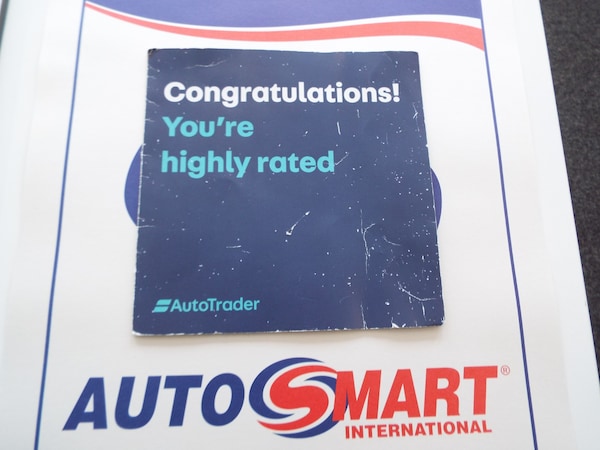 Congratulations!
You're
highly rated
AutoTrader
AUTOSMART®
INTERNATIONAL